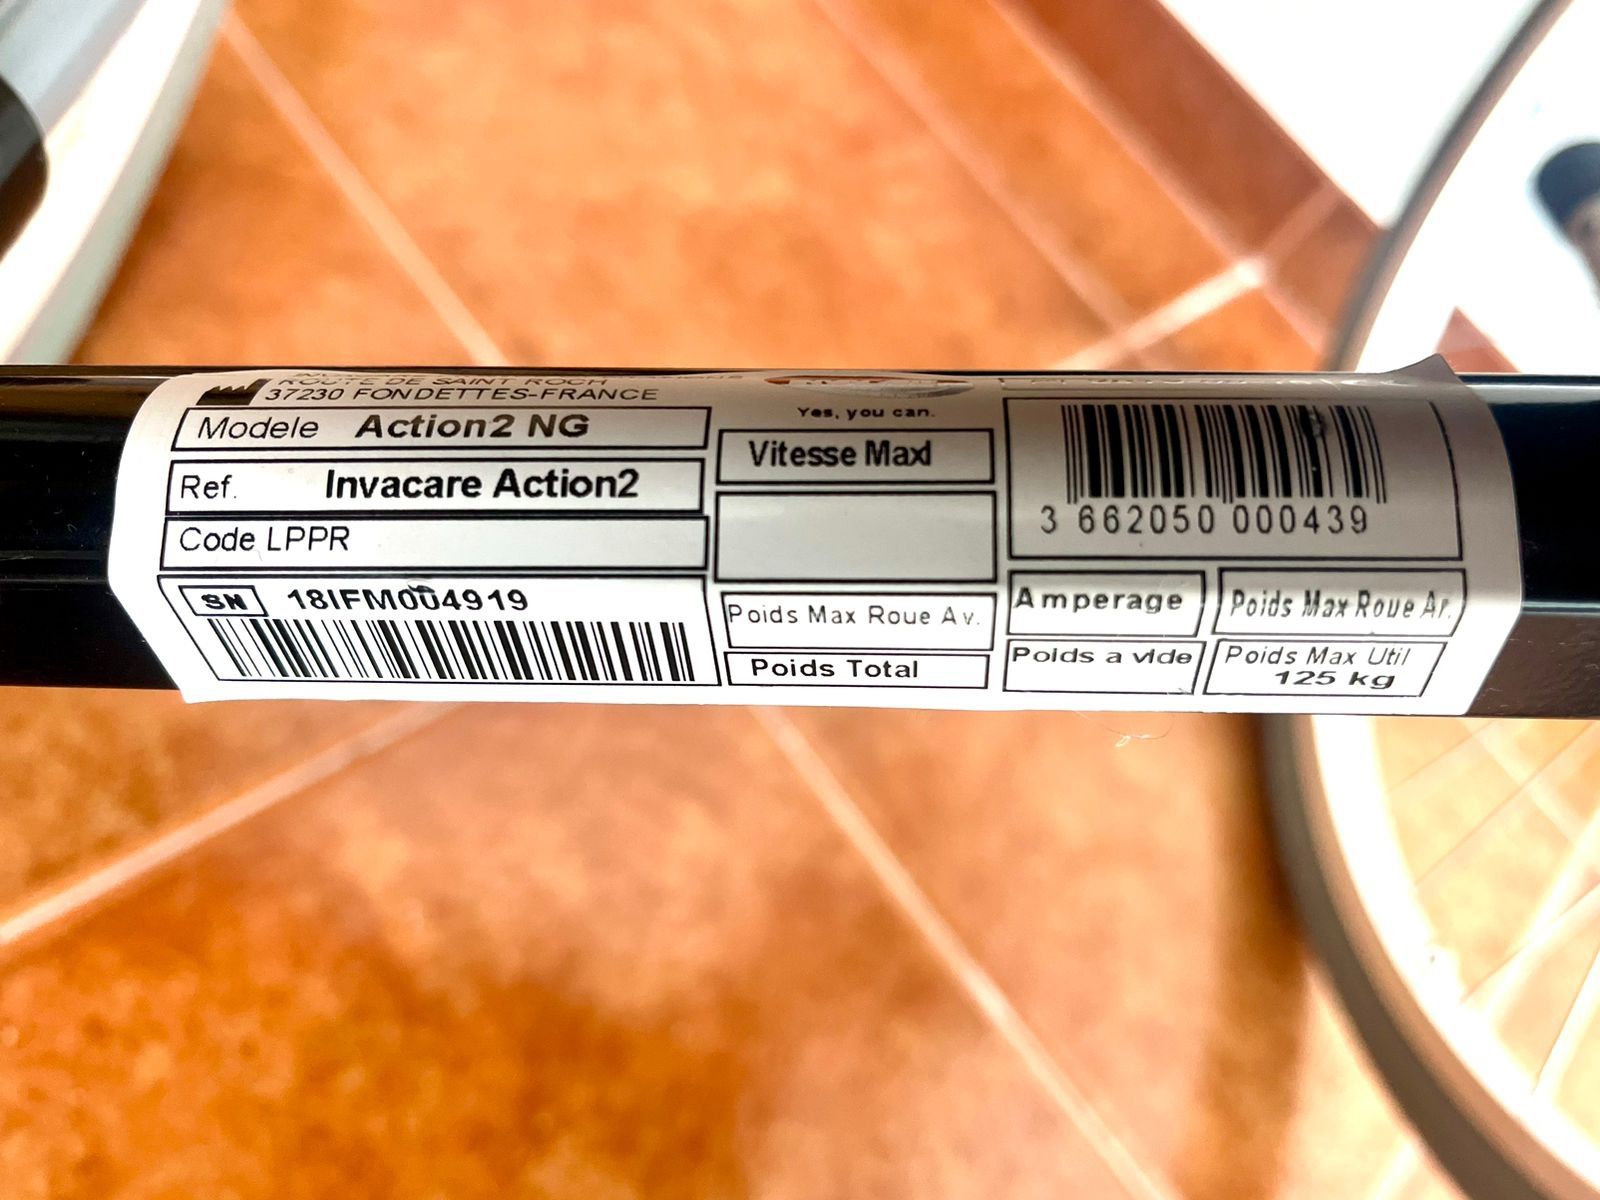 ROUTE DE SAINT ROCH
37230 FONDETTES-FRANCE
Modele Action2 NG
Ref. Invacare Action2
Code LPPR
SN 18IFM004919
Yes, you can.
Vitesse Maxi
Poids Max Roue Av.
Poids Total
3 662050 000439
Amperage
Poids Max Roue Ar.
Poids a vide
Poids Max Util
125 kg